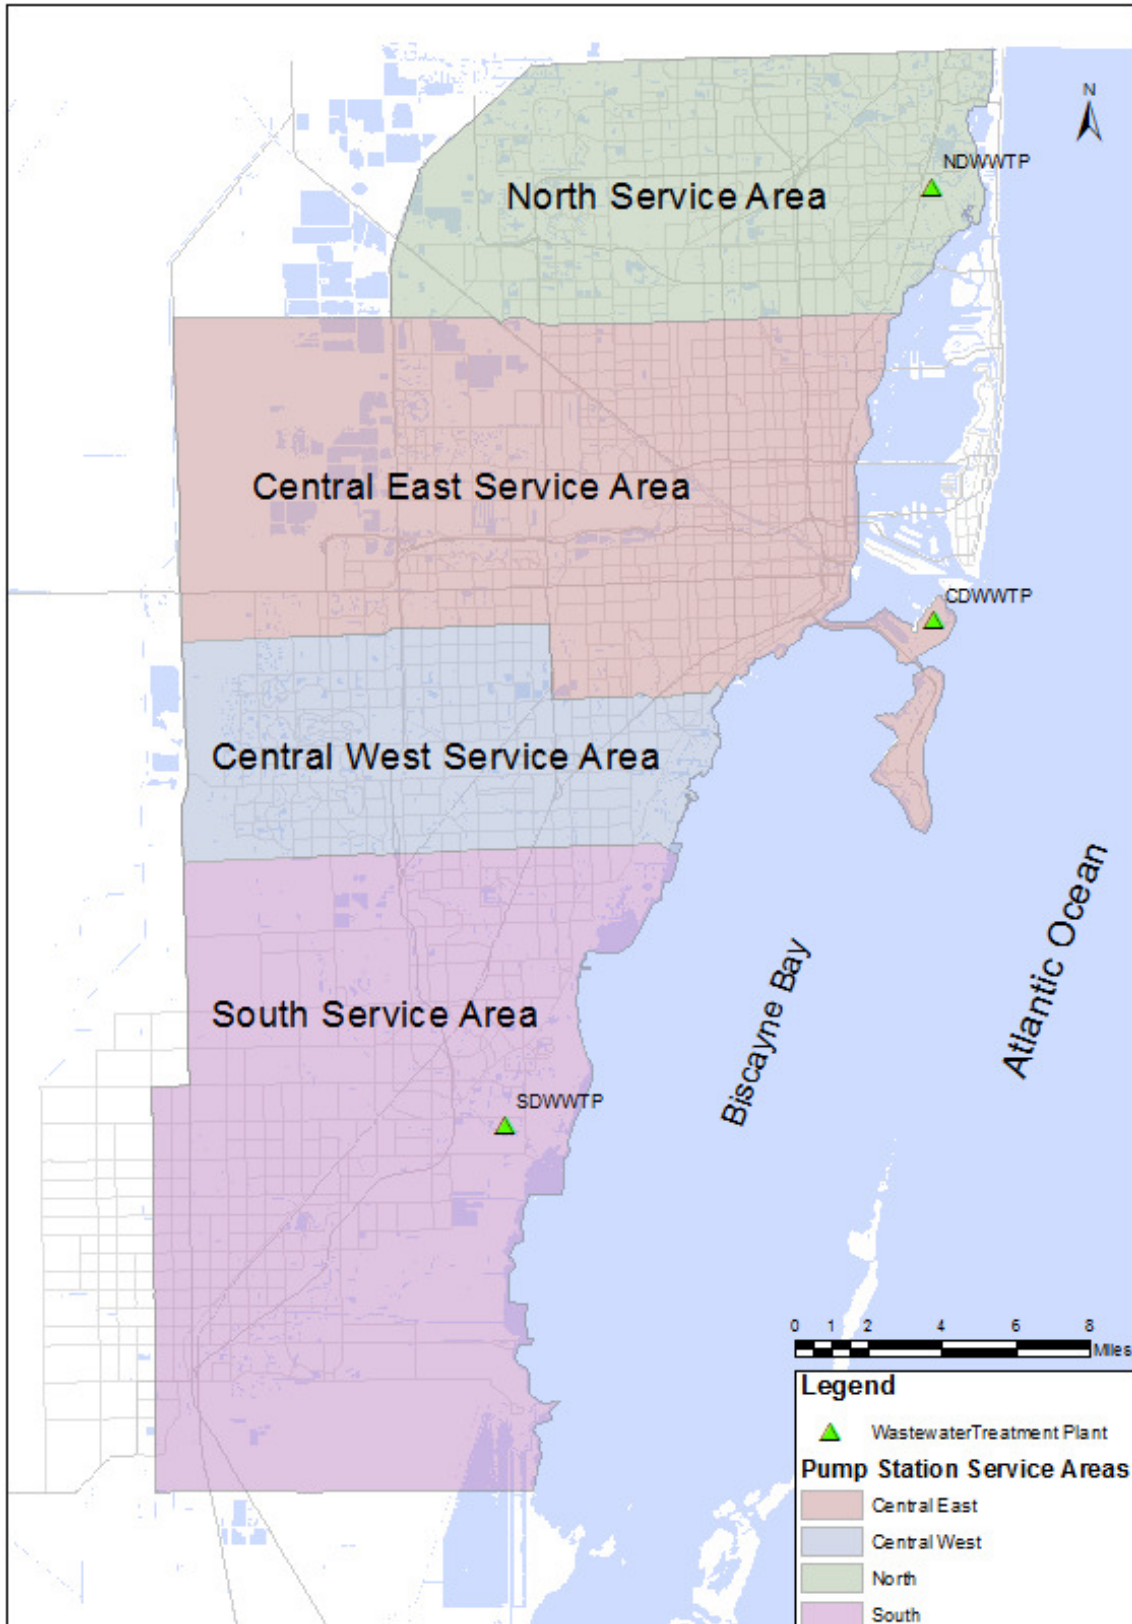 N
NDWWTP
North Service Area
Central East Service Area
CDWWTP
Central West Service Area
Atlantic Ocean
Biscayne Bay
South Service Area
SDWWTP
0 1 2 4 6 8
Miles
Legend
WastewaterTreatment Plant
Pump Station Service Areas
Central East
Central West
North
South